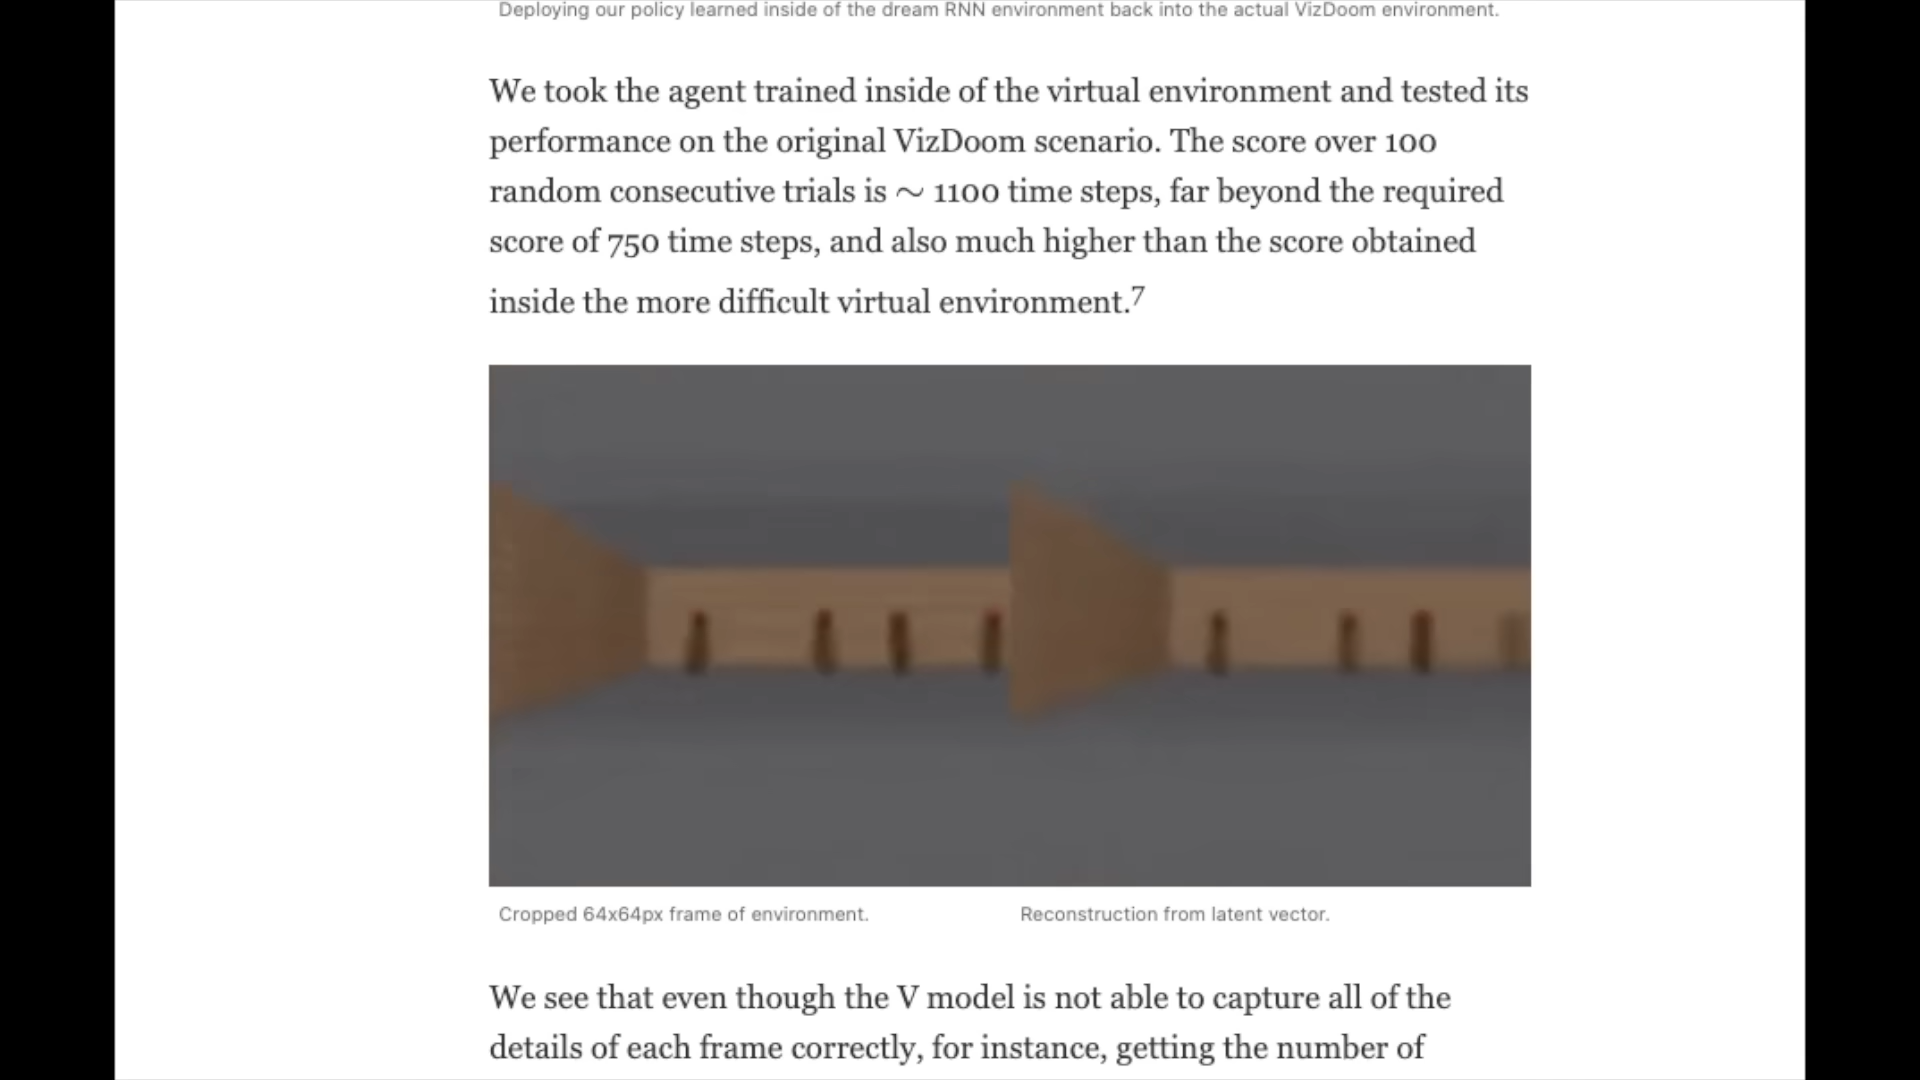 Deploying our policy learned inside of the dream RNN environment back into the actual VizDoom environment.
We took the agent trained inside of the virtual environment and tested its
performance on the original VizDoom scenario. The score over 100
random consecutive trials is ∼ 1100 time steps, far beyond the required
score of 750 time steps, and also much higher than the score obtained
inside the more difficult virtual environment.7
Cropped 64x64px frame of environment.
Reconstruction from latent vector.
We see that even though the V model is not able to capture all of the
details of each frame correctly, for instance, getting the number of